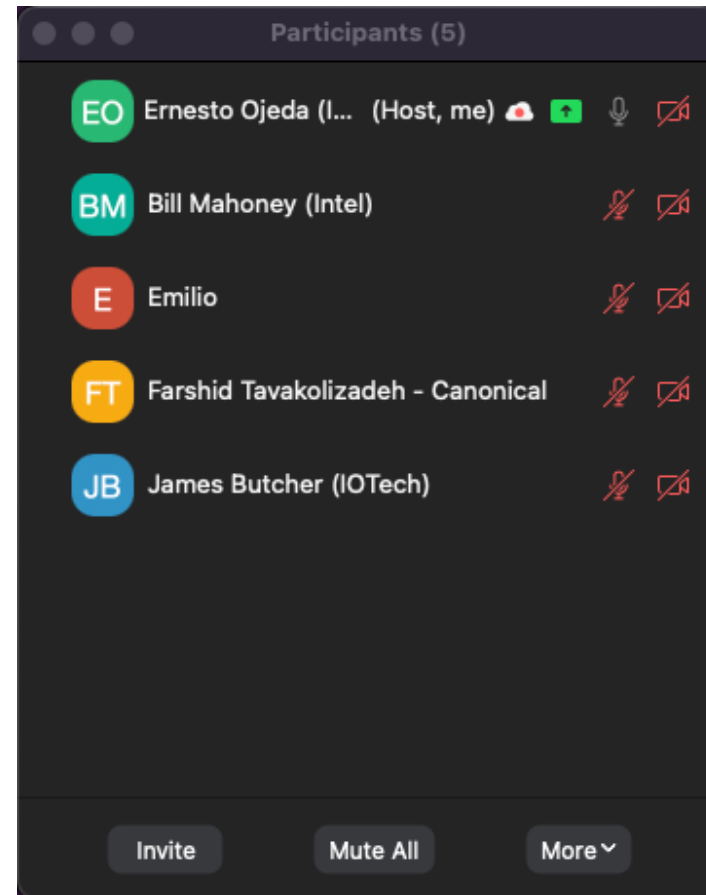 Participants (5)
EO Ernesto Ojeda (I... (Host, me)
BM Bill Mahoney (Intel)
E Emilio
FT Farshid Tavakolizadeh - Canonical
JB James Butcher (IOTech)
Invite Mute All More